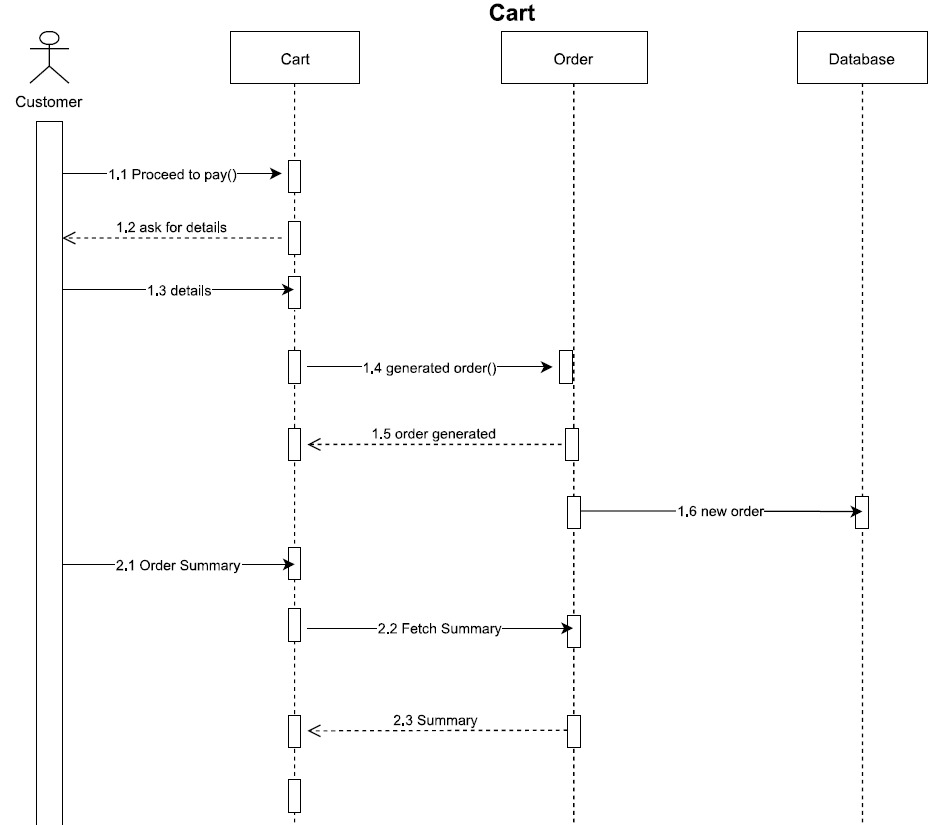 Cart
Cart
Order
Database
Customer
1.1 Proceed to pay()
1.2 ask for details
1.3 details
1.4 generated order()
1.5 order generated
1.6 new order
2.1 Order Summary
2.2 Fetch Summary
2.3 Summary